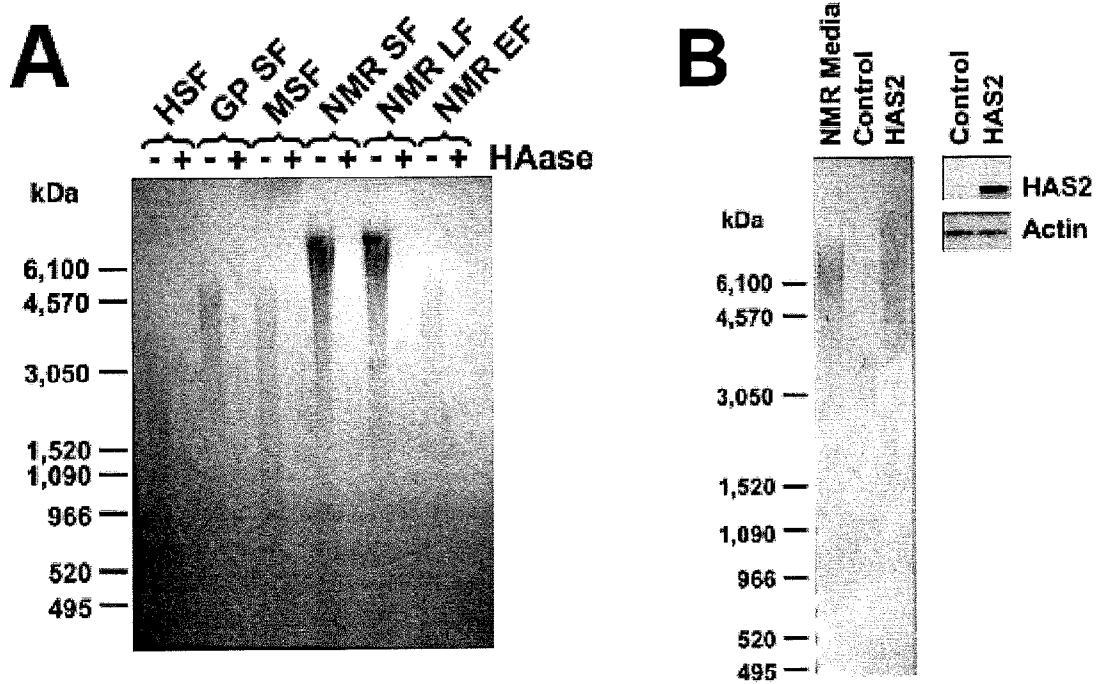 A
HSF
GP SF
MSF
NMR SF
NMR LF
NMR EF
- + - + - + - + - + - + HAase
kDa
6,100
4,570
3,050
1,520
1,090
966
520
495
B
NMR Media
Control
HAS2
kDa
6,100
4,570
3,050
1,520
1,090
966
520
495
Control
HAS2
HAS2
Actin